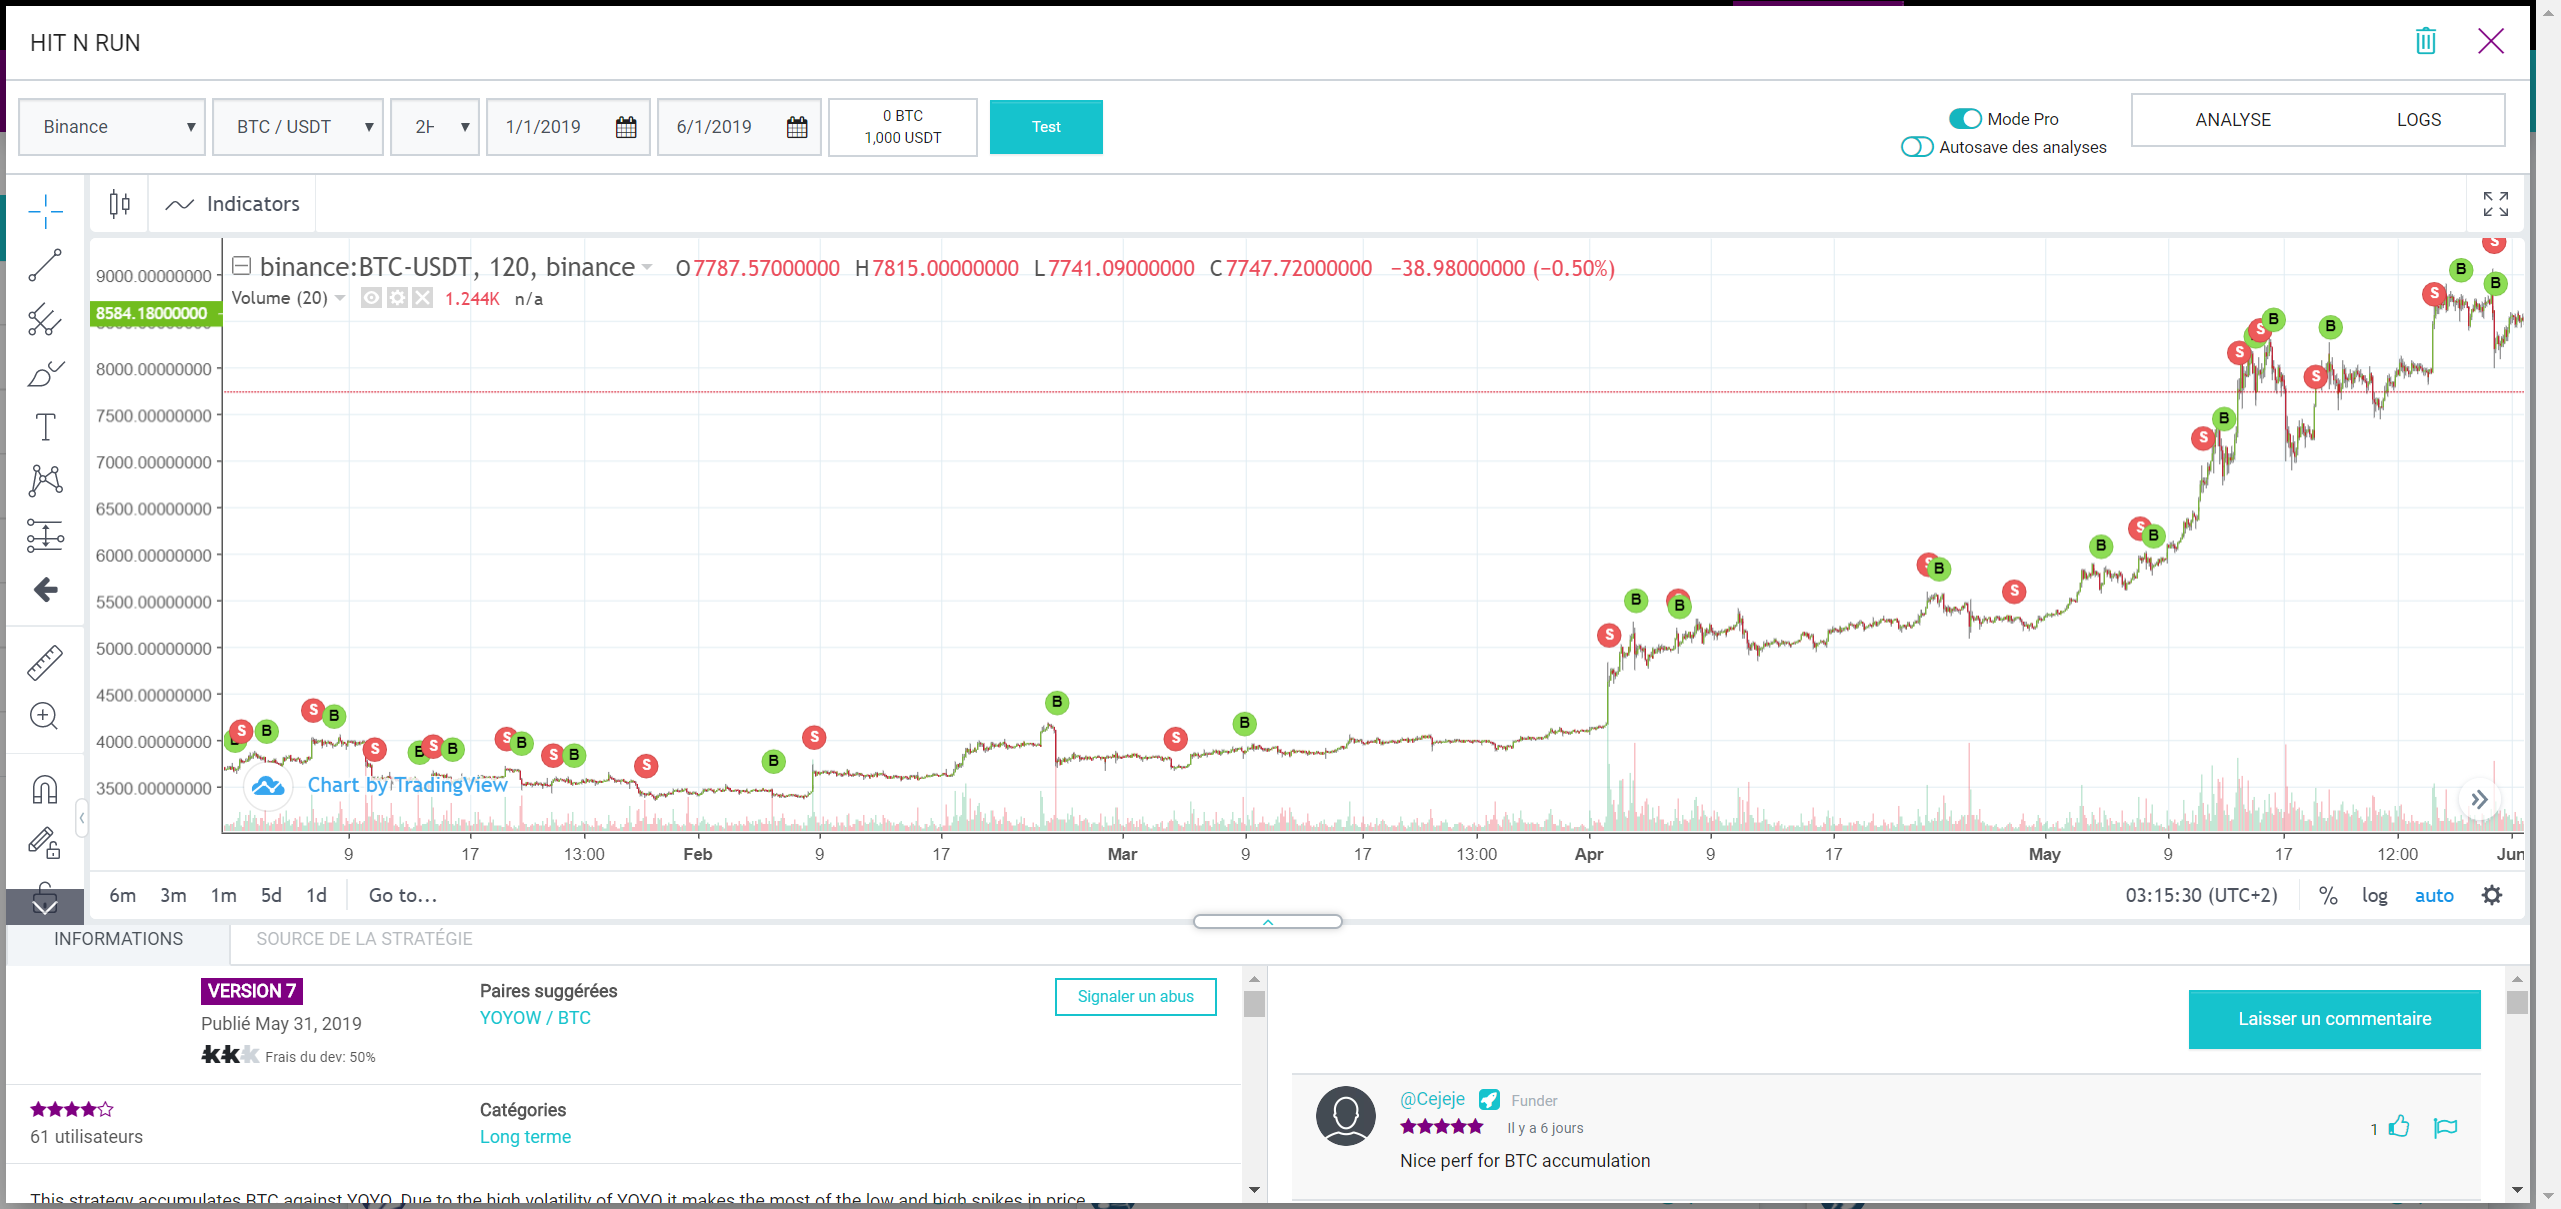 HIT N RUN
Binance
BTC / USDT
2H
1/1/2019
6/1/2019
0 BTC
1,000 USDT
Test
Mode Pro
Autosave des analyses
ANALYSE
LOGS
Indicators
binance:BTC-USDT, 120, binance
O7787.57000000 H7815.00000000 L7741.09000000 C7747.72000000 −38.98000000 (−0.50%)
Volume (20)
1.244K n/a
9000.00000000
8584.18000000
8000.00000000
7500.00000000
7000.00000000
6500.00000000
6000.00000000
5500.00000000
5000.00000000
4500.00000000
4000.00000000
3500.00000000
S B S B S B S B S B S B S B S B S B S B S B S B S B B S B S B S B S B S B S B S B
Chart by TradingView
9 17 13:00 Feb 9 17 Mar 9 17 13:00 Apr 9 17 May 9 17 12:00 Jun
6m 3m 1m 5d 1d Go to...
03:15:30 (UTC+2) % log auto
INFORMATIONS
SOURCE DE LA STRATÉGIE
VERSION 7
Publié May 31, 2019
Frais du dev: 50%
Paires suggérées
YOYOW / BTC
Signaler un abus
61 utilisateurs
Catégories
Long terme
This strategy accumulates BTC against YOYO. Due to the high volatility of YOYO it makes the most of the low and high spikes in price
Laisser un commentaire
@Cejeje Funder
Il y a 6 jours
1
Nice perf for BTC accumulation